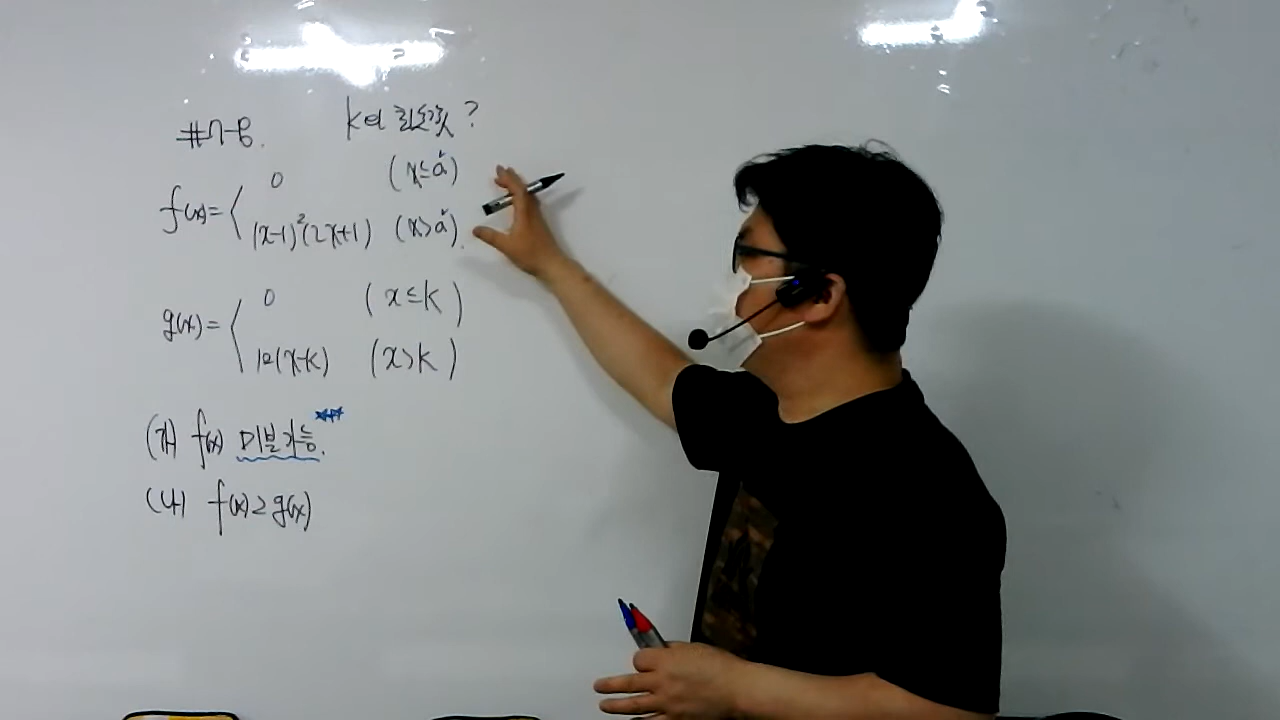 #7-6. k의 최솟값?
f(x)= { 0 (x≤a)
(x-1)²(2x+1) (x>a).
g(x)= { 0 (x≤k)
12(x-k) (x>k)
(가) f(x) 미분가능.
(나) f(x)≥g(x)